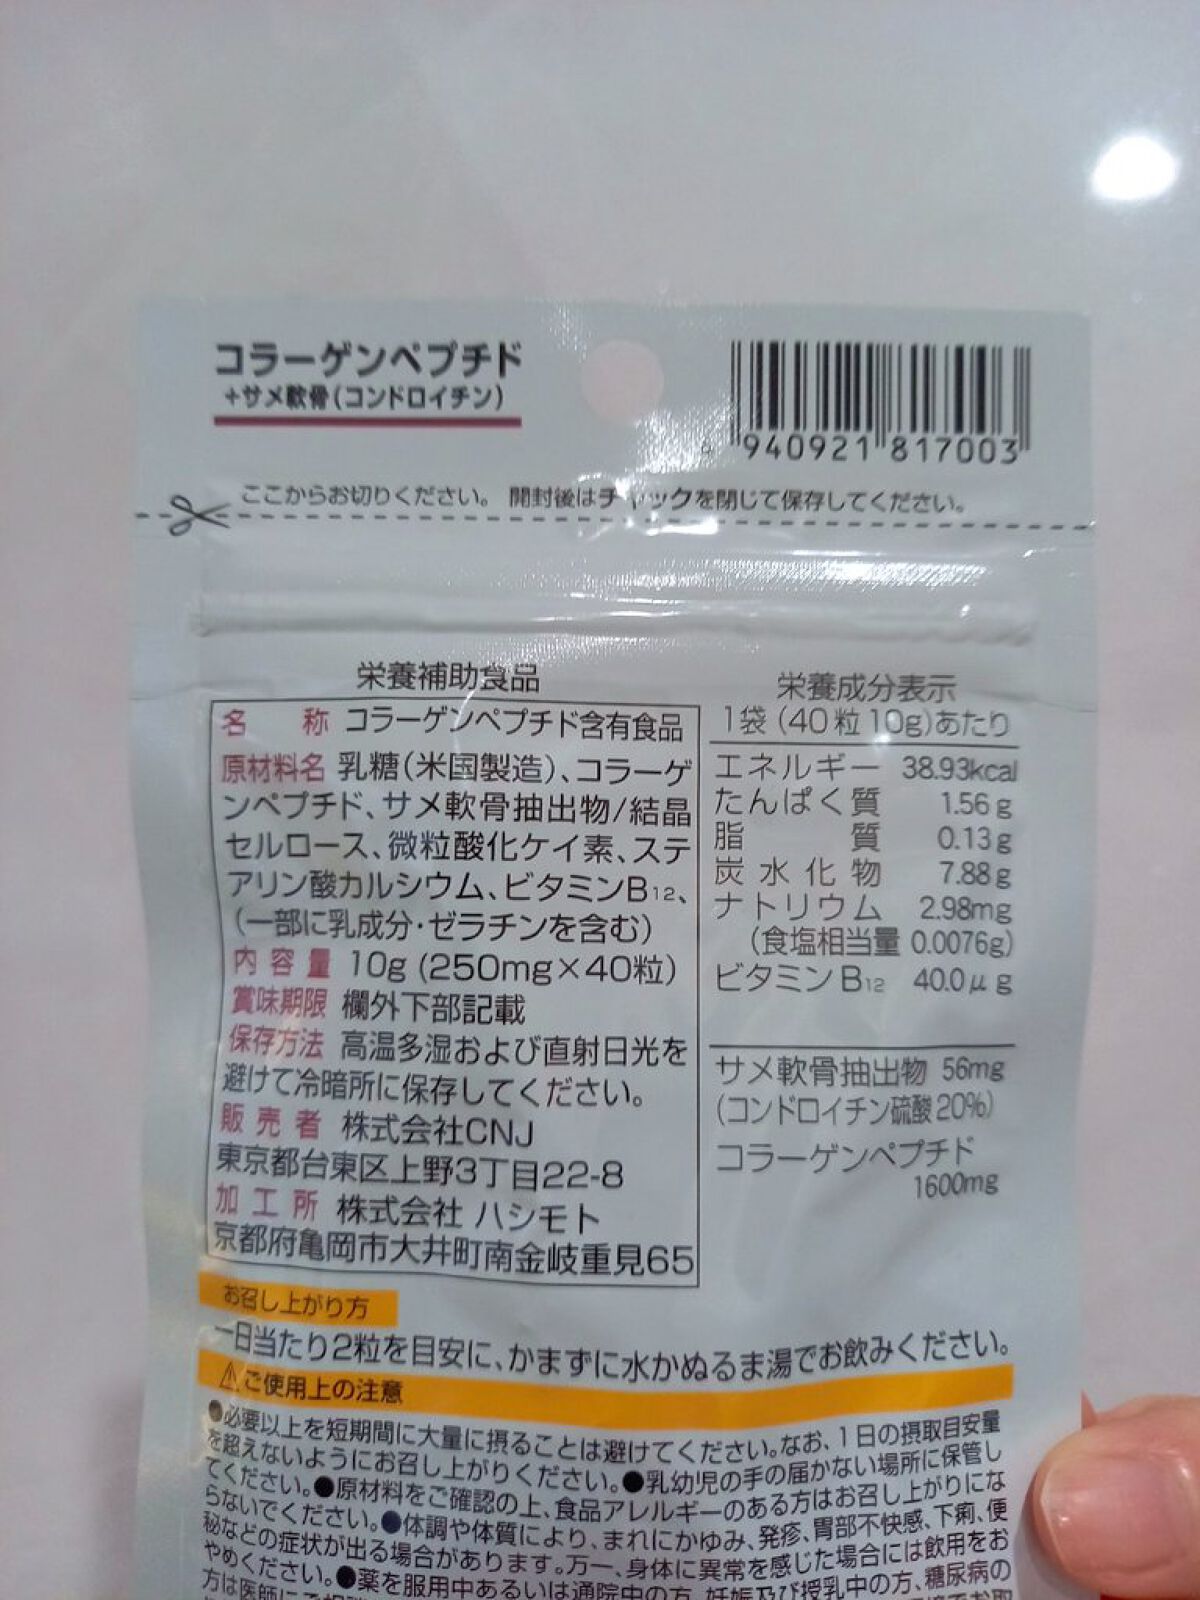 コラーゲンペプチド
+サメ軟骨(コンドロイチン)
4 940921 817003
ここからお切りください。 開封後はチャックを閉じて保存してください。
栄養補助食品
名 称 コラーゲンペプチド含有食品
原材料名 乳糖(米国製造)、コラーゲ
ンペプチド、サメ軟骨抽出物/結晶
セルロース、微粒酸化ケイ素、ステ
アリン酸カルシウム、ビタミンB12、
(一部に乳成分・ゼラチンを含む)
内 容 量 10g (250mg×40粒)
賞味期限 欄外下部記載
保存方法 高温多湿および直射日光を
避けて冷暗所に保存してください。
販 売 者 株式会社CNJ
東京都台東区上野3丁目22-8
加 工 所 株式会社 ハシモト
京都府亀岡市大井町南金岐重見65
栄養成分表示
1袋(40粒 10g)あたり
エネルギー 38.93kcal
たんぱく質 1.56g
脂 質 0.13g
炭水化物 7.88g
ナトリウム 2.98mg
(食塩相当量 0.0076g)
ビタミンB12 40.0μg
サメ軟骨抽出物 56mg
(コンドロイチン硫酸20%)
コラーゲンペプチド
1600mg
お召し上がり方
一日当たり2粒を目安に、かまずに水かぬるま湯でお飲みください。
⚠ご使用上の注意
●必要以上を短期間に大量に摂ることは避けてください。なお、1日の摂取目安量
を超えないようにお召し上がりください。●乳幼児の手の届かない場所に保管し
てください。●原材料をご確認の上、食品アレルギーのある方はお召し上がりにな
らないでください。●体調や体質により、まれにかゆみ、発疹、胃部不快感、下痢、便
秘などの症状が出る場合があります。万一、身体に異常を感じた場合には飲用をお
やめください。●薬を服用中あるいは通院中の方、妊娠及び授乳中の方、糖尿病の
方は医師にご相談